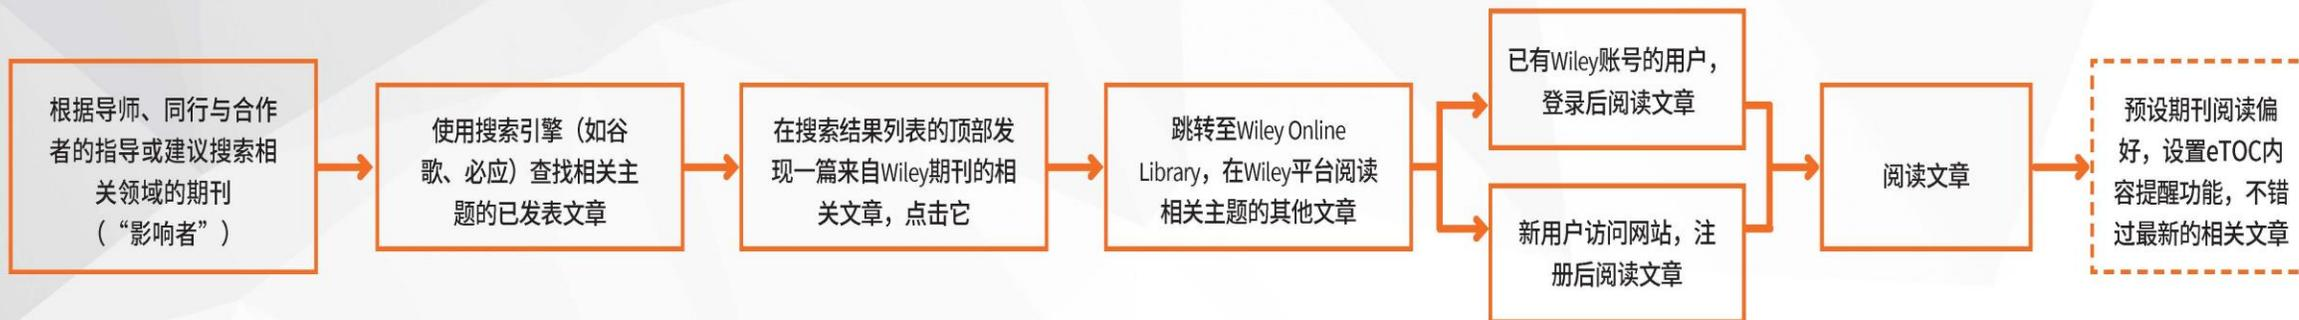 根据导师、同行与合作
者的指导或建议搜索相
关领域的期刊
（“影响者”）
使用搜索引擎（如谷
歌、必应）查找相关主
题的已发表文章
在搜索结果列表的顶部发
现一篇来自Wiley期刊的相
关文章，点击它
跳转至Wiley Online
Library，在Wiley平台阅读
相关主题的其他文章
已有Wiley账号的用户，
登录后阅读文章
新用户访问网站，注
册后阅读文章
阅读文章
预设期刊阅读偏
好，设置eTOC内
容提醒功能，不错
过最新的相关文章